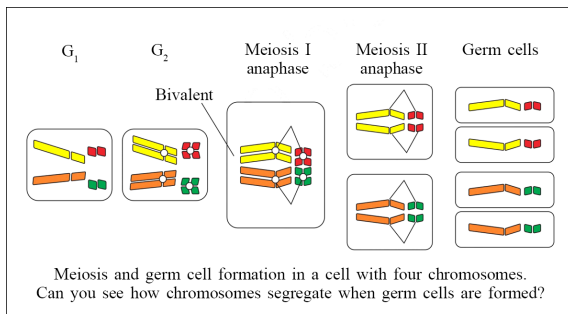 G₁
G₂
Meiosis I
anaphase
Meiosis II
anaphase
Germ cells
Bivalent
Meiosis and germ cell formation in a cell with four chromosomes.
Can you see how chromosomes segregate when germ cells are formed?